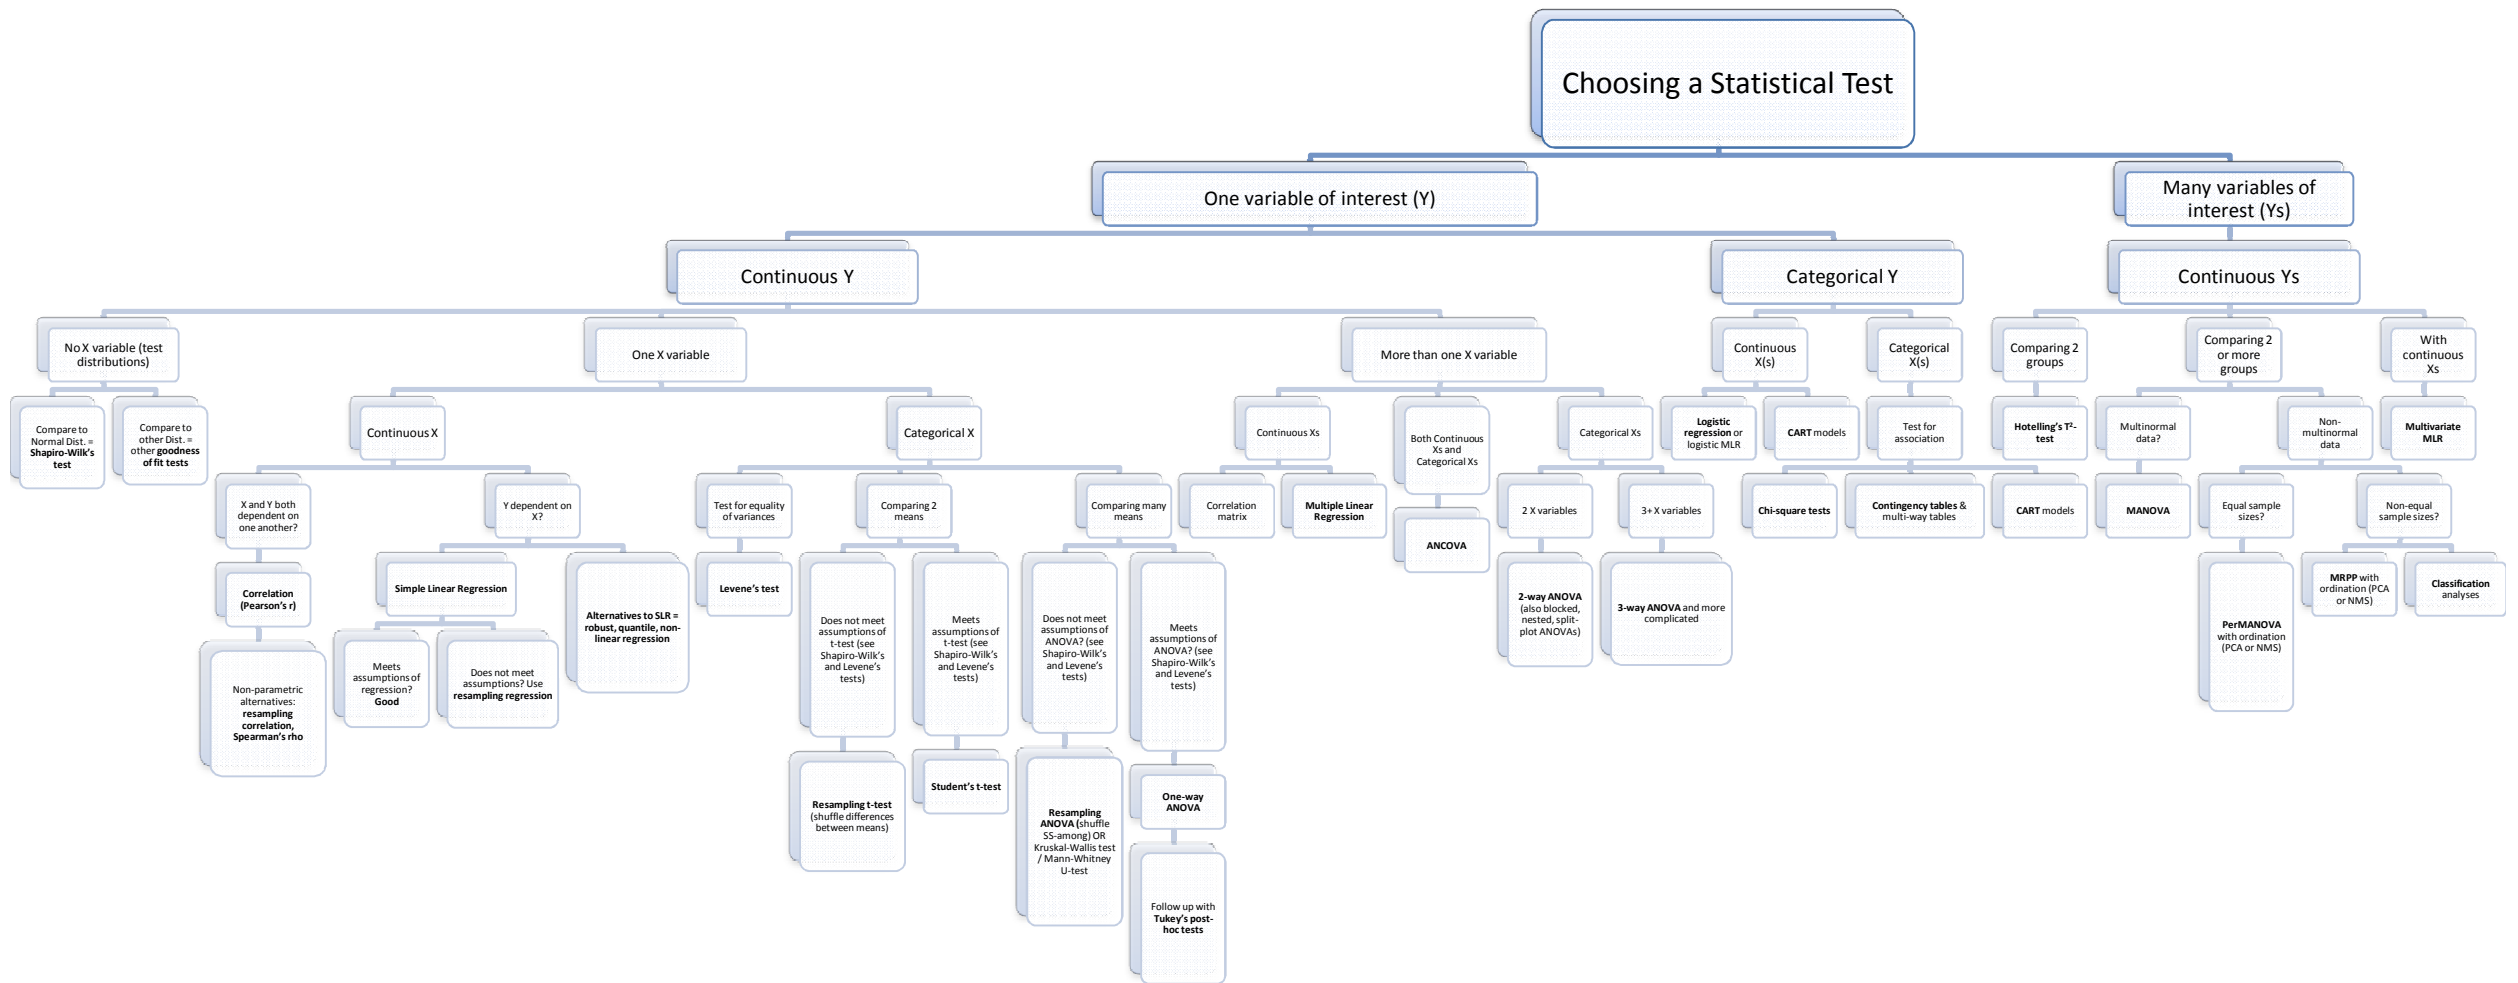 Choosing a Statistical Test
One variable of interest (Y)
Many variables of
interest (Ys)
Continuous Y
Categorical Y
Continuous Ys
No X variable (test
distributions)
One X variable
More than one X variable
Continuous
X(s)
Categorical
X(s)
Comparing 2
groups
Comparing 2
or more
groups
With
continuous
Xs
Compare to
Normal Dist. =
Shapiro-Wilk's
test
Compare to
other Dist. =
other goodness
of fit tests
Continuous X
Categorical X
Continuous Xs
Both Continuous
Xs and
Categorical Xs
Categorical Xs
Logistic
regression or
logistic MLR
CART models
Test for
association
Hotelling's T²-
test
Multinormal
data?
Non-
multinormal
data
Multivariate
MLR
X and Y both
dependent on
one another?
Y dependent on
X?
Test for equality
of variances
Comparing 2
means
Comparing many
means
Correlation
matrix
Multiple Linear
Regression
ANCOVA
2 X variables
3+ X variables
Chi-square tests
Contingency tables &
multi-way tables
CART models
MANOVA
Equal sample
sizes?
Non-equal
sample sizes?
Correlation
(Pearson's r)
Simple Linear Regression
Alternatives to SLR =
robust, quantile, non-
linear regression
Levene's test
Does not meet
assumptions of
t-test (see
Shapiro-Wilk's
and Levene's
tests)
Meets
assumptions of
t-test (see
Shapiro-Wilk's
and Levene's
tests)
Does not meet
assumptions of
ANOVA? (see
Shapiro-Wilk's
and Levene's
tests)
Meets
assumptions of
ANOVA? (see
Shapiro-Wilk's
and Levene's
tests)
2-way ANOVA
(also blocked,
nested, split-
plot ANOVAs)
3-way ANOVA and more
complicated
PerMANOVA
with ordination
(PCA or NMS)
MRPP with
ordination (PCA
or NMS)
Classification
analyses
Non-parametric
alternatives:
resampling
correlation,
Spearman's rho
Meets
assumptions of
regression?
Good
Does not meet
assumptions? Use
resampling regression
Resampling t-test
(shuffle differences
between means)
Student's t-test
Resampling
ANOVA (shuffle
SS-among) OR
Kruskal-Wallis test
/ Mann-Whitney
U-test
One-way
ANOVA
Follow up with
Tukey's post-
hoc tests